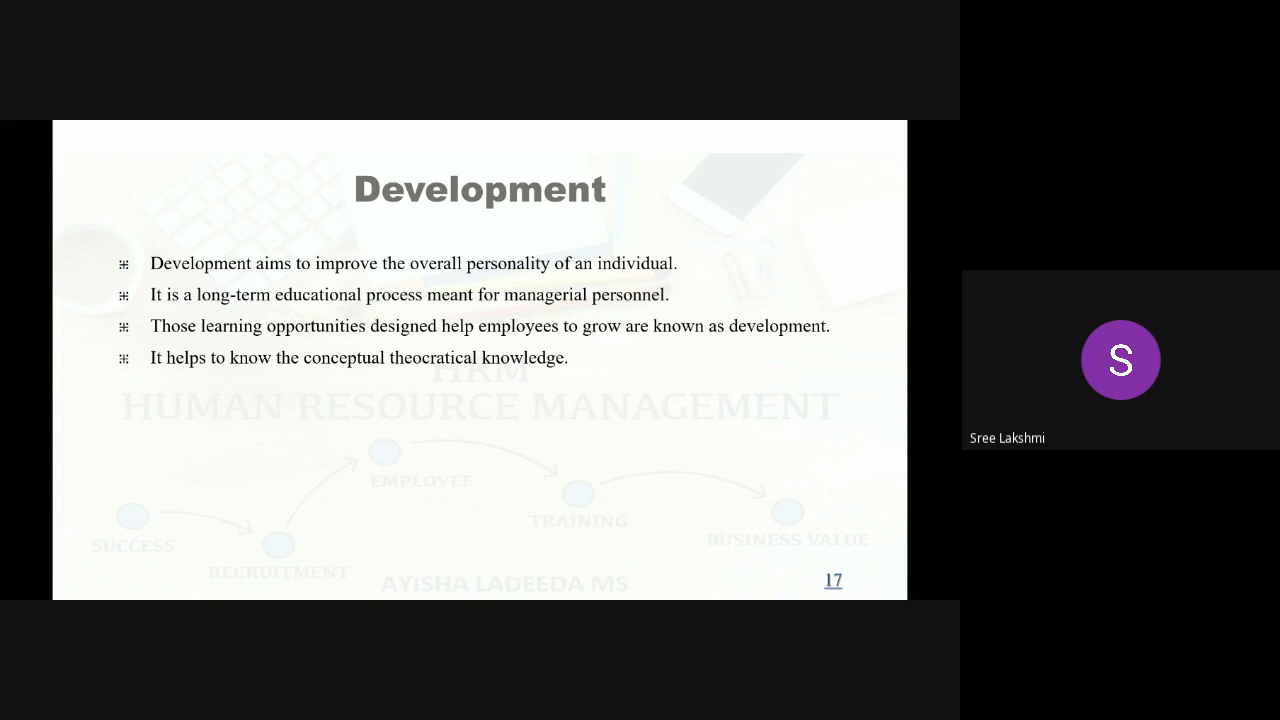 Development
Development aims to improve the overall personality of an individual.
It is a long-term educational process meant for managerial personnel.
Those learning opportunities designed help employees to grow are known as development.
It helps to know the conceptual theocratical knowledge.
HRM
HUMAN RESOURCE MANAGEMENT
EMPLOYEE
TRAINING
SUCCESS
BUSINESS VALUE
RECRUITMENT
AYISHA LADEEDA MS
17
S
Sree Lakshmi